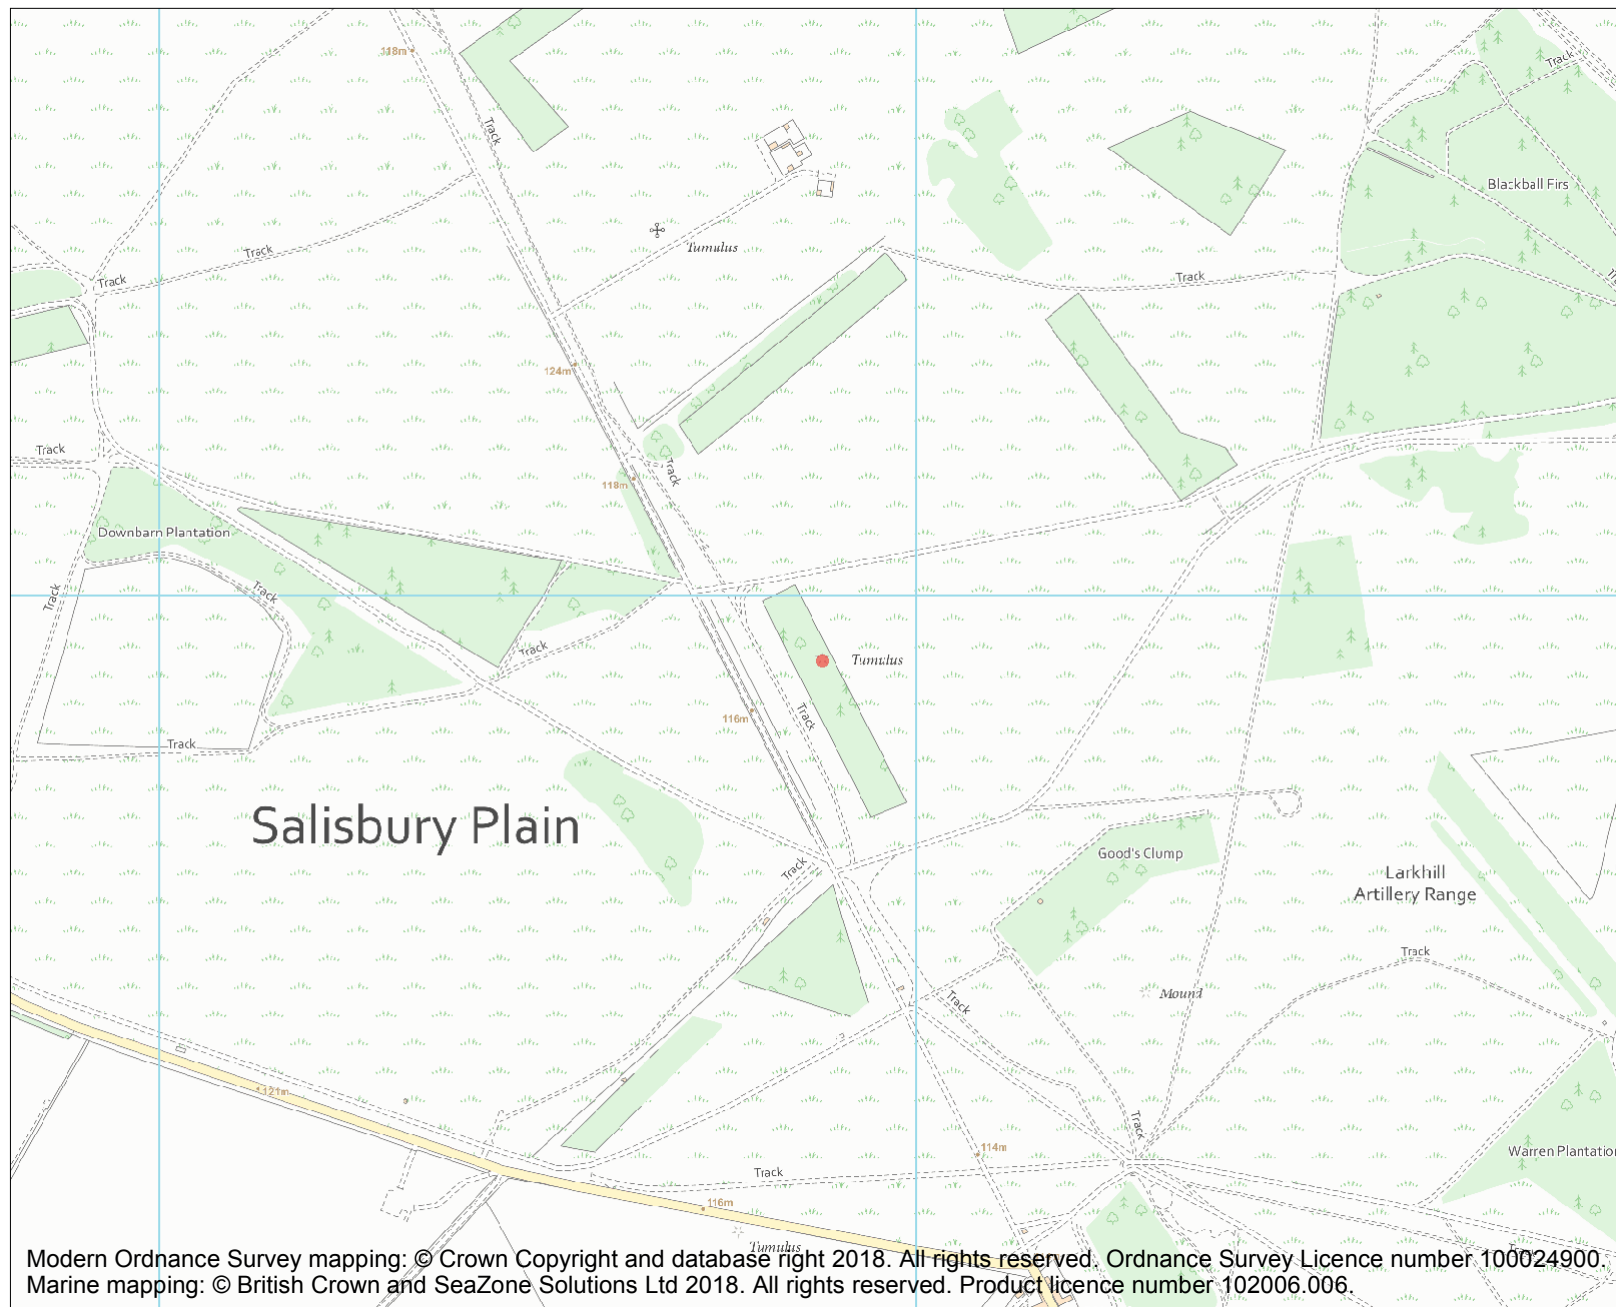 118m
Track
Track
Blackball Firs
Tumulus
Track
Track
Track
124m
Track
Track
118m
Downbarn Plantation
Track
Track
Track
Tumulus
116m
Track
Track
Salisbury Plain
Good's Clump
Track
Larkhill
Artillery Range
Track
Mound
Track
121m
Track
114m
Warren Plantation
Track
116m
Tumulus
Modern Ordnance Survey mapping: © Crown Copyright and database right 2018. All rights reserved. Ordnance Survey Licence number 100024900.
Marine mapping: © British Crown and SeaZone Solutions Ltd 2018. All rights reserved. Product licence number 102006.006.